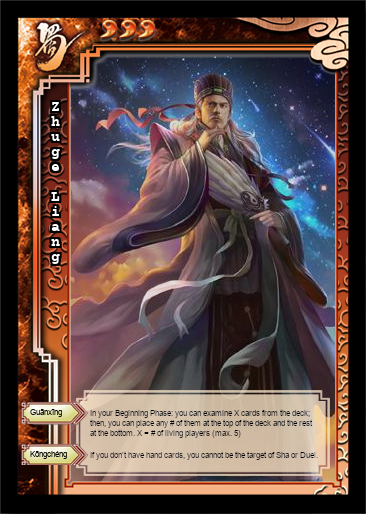 蜀
Zhuge Liang
Guānxīng
In your Beginning Phase: you can examine X cards from the deck;
then, you can place any # of them at the top of the deck and the rest
at the bottom. X = # of living players (max. 5)
Kōngchéng
If you don't have hand cards, you cannot be the target of Sha or Duel.